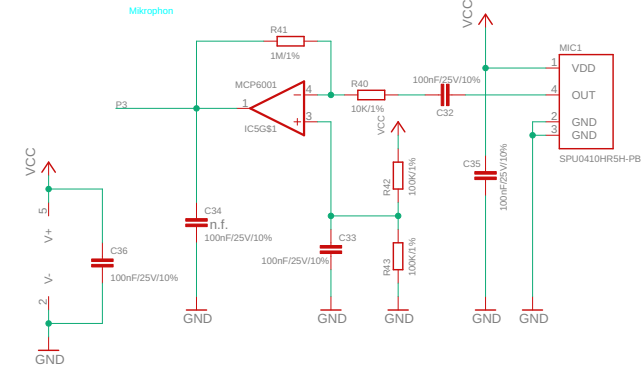 Mikrophon
VCC
R41
MIC1
1M/1%
1
VDD
MCP6001
4
R40
100nF/25V/10%
4
OUT
P3
1
10K/1%
C32
2
GND
3
GND
IC5G$1
3
VCC
SPU0410HR5H-PB
VCC
R42
100K/1%
C35
100nF/25V/10%
5
V+
C34
n.f.
100nF/25V/10%
C33
100nF/25V/10%
R43
100K/1%
C36
100nF/25V/10%
V-
2
GND
GND
GND
GND
GND
GND